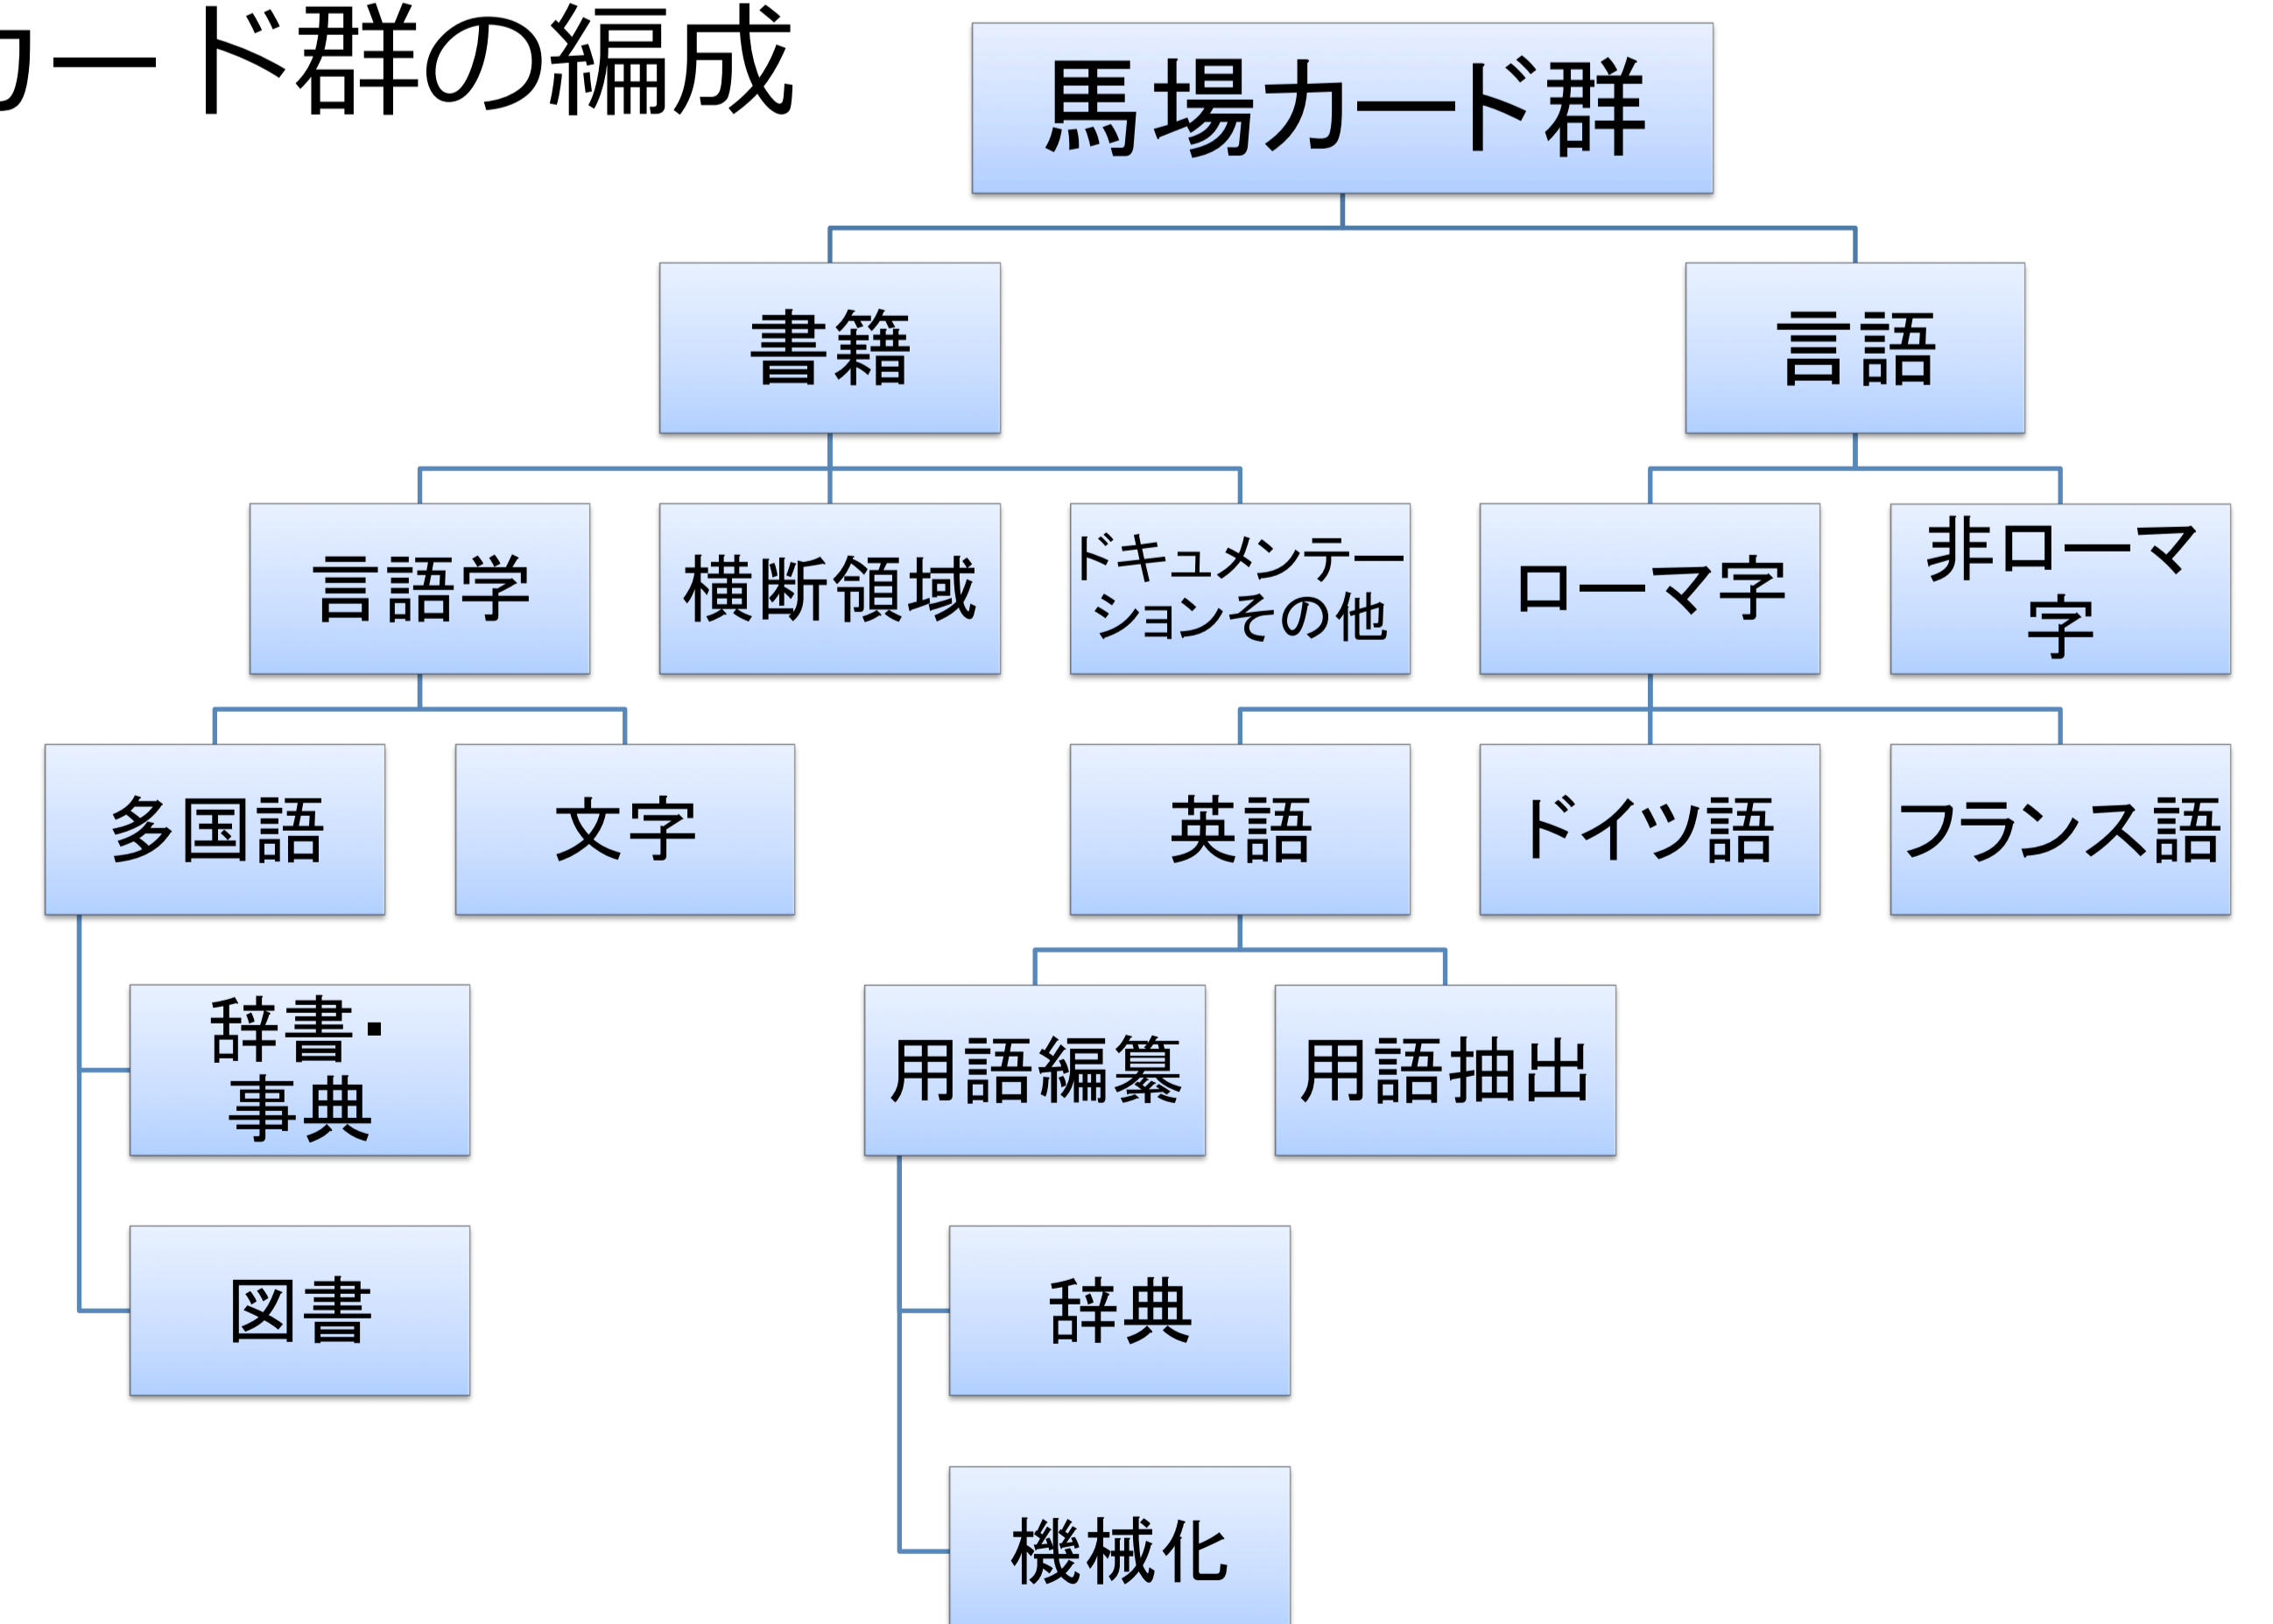 カード群の編成
馬場カード群
書籍
言語
言語学
横断領域
ドキュメンテー
ションその他
ローマ字
非ローマ
字
多国語
文字
英語
ドイツ語
フランス語
辞書・
事典
用語編纂
用語抽出
図書
辞典
機械化